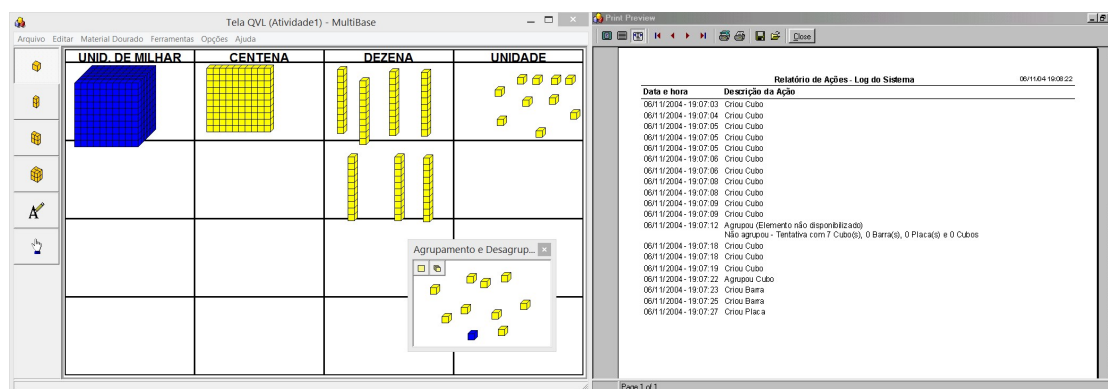 Tela QVL (Atividade1) - MultiBase
Arquivo Editar Material Dourado Ferramentas Opções Ajuda
UNID. DE MILHAR CENTENA DEZENA UNIDADE
A
Agrupamento e Desagrup...
Print Preview
Close
Relatório de Ações - Log do Sistema 06/11/04 19:08:22
Data e hora Descrição da Ação
06/11/2004 - 19:07:03 Criou Cubo
06/11/2004 - 19:07:04 Criou Cubo
06/11/2004 - 19:07:05 Criou Cubo
06/11/2004 - 19:07:05 Criou Cubo
06/11/2004 - 19:07:05 Criou Cubo
06/11/2004 - 19:07:06 Criou Cubo
06/11/2004 - 19:07:06 Criou Cubo
06/11/2004 - 19:07:08 Criou Cubo
06/11/2004 - 19:07:08 Criou Cubo
06/11/2004 - 19:07:09 Criou Cubo
06/11/2004 - 19:07:09 Criou Cubo
06/11/2004 - 19:07:12 Agrupou (Elemento não disponibilizado)
Não agrupou - Tentativa com 7 Cubo(s), 0 Barra(s), 0 Placa(s) e 0 Cubos
06/11/2004 - 19:07:18 Criou Cubo
06/11/2004 - 19:07:18 Criou Cubo
06/11/2004 - 19:07:19 Criou Cubo
06/11/2004 - 19:07:22 Agrupou Cubo
06/11/2004 - 19:07:23 Criou Barra
06/11/2004 - 19:07:25 Criou Barra
06/11/2004 - 19:07:27 Criou Placa
Page 1 of 1